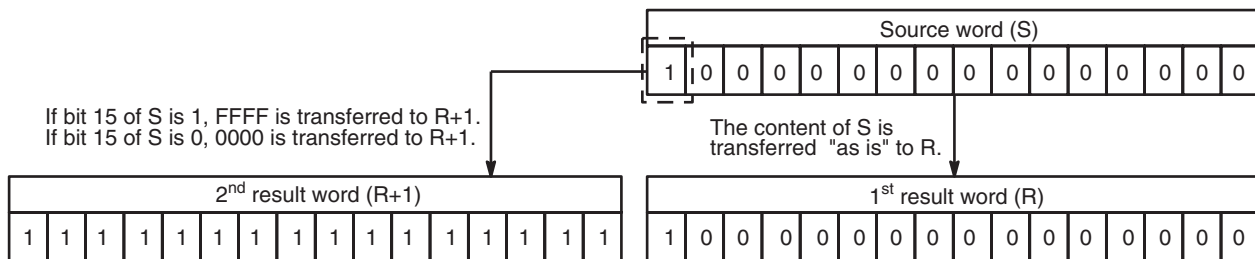 Source word (S)
1 0 0 0 0 0 0 0 0 0 0 0 0 0 0 0
If bit 15 of S is 1, FFFF is transferred to R+1.
If bit 15 of S is 0, 0000 is transferred to R+1.
The content of S is
transferred "as is" to R.
2nd result word (R+1)
1 1 1 1 1 1 1 1 1 1 1 1 1 1 1 1
1st result word (R)
1 0 0 0 0 0 0 0 0 0 0 0 0 0 0 0